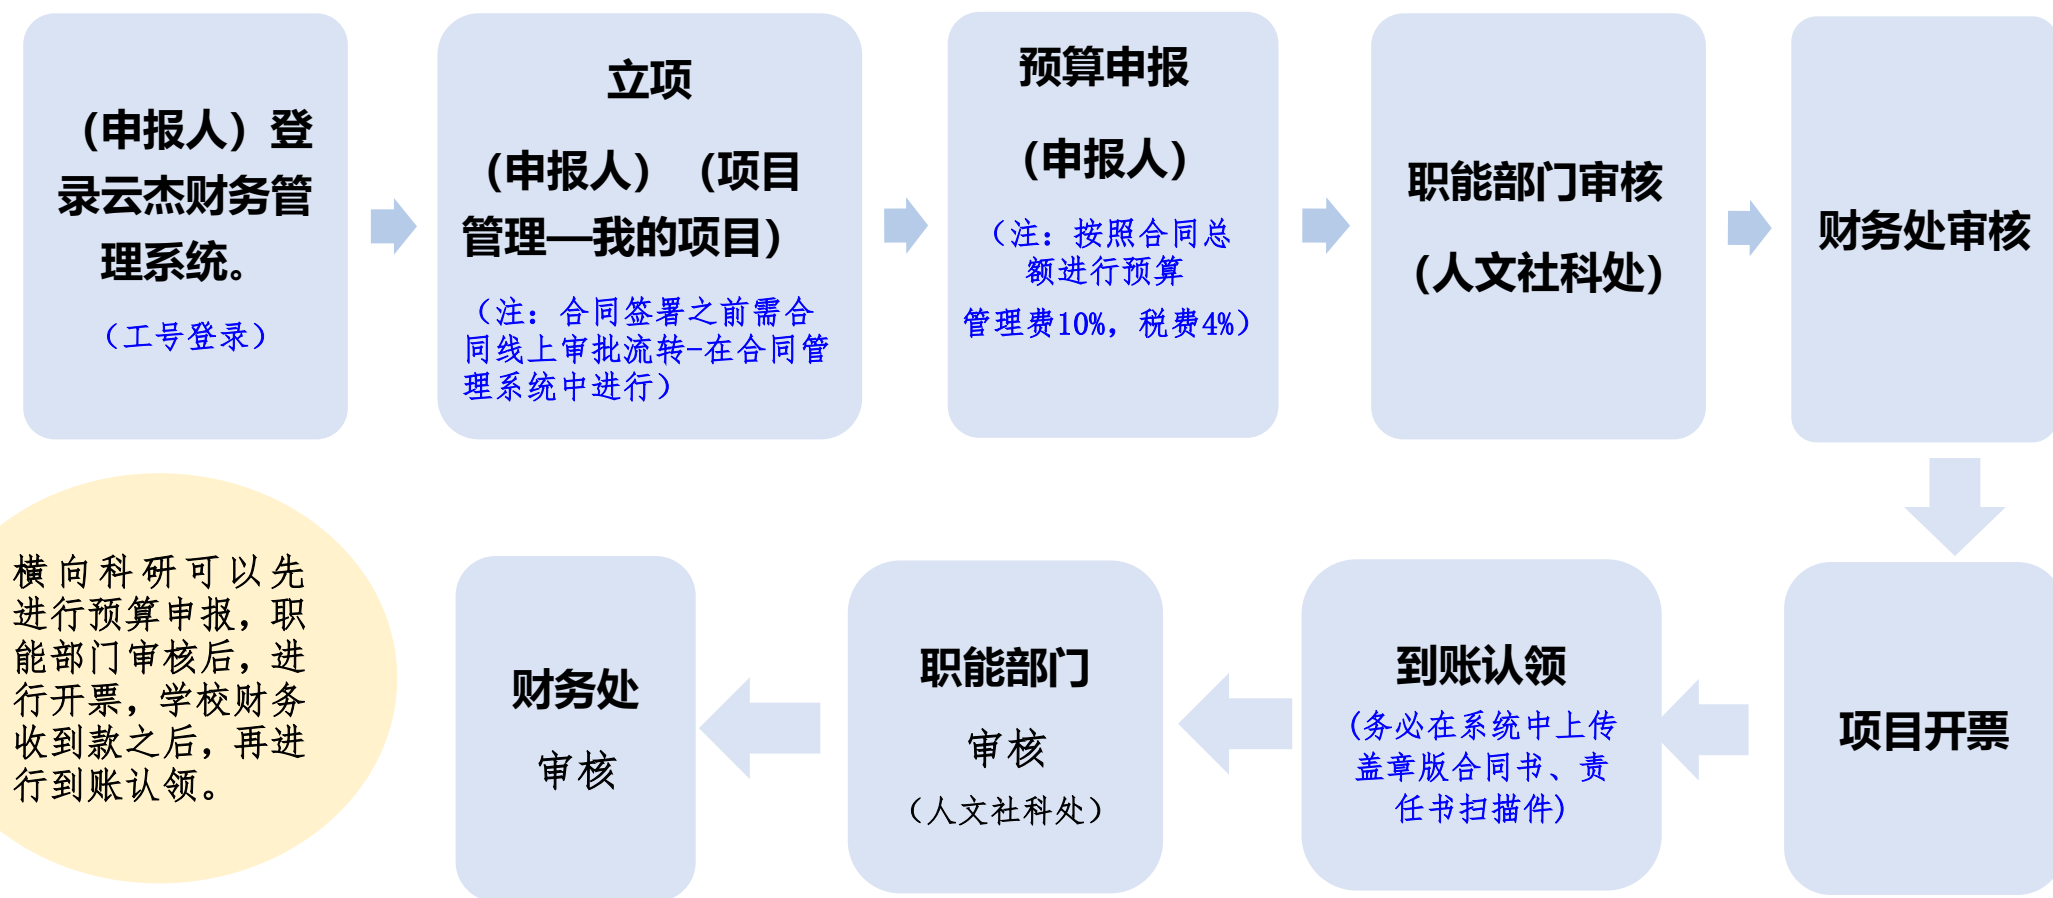 （申报人）登
录云杰财务管
理系统。
（工号登录）
立项
（申报人）（项目
管理—我的项目）
（注：合同签署之前需合
同线上审批流转-在合同管
理系统中进行）
预算申报
（申报人）
（注：按照合同总
额进行预算
管理费10%，税费4%）
职能部门审核
（人文社科处）
财务处审核
项目开票
到账认领
(务必在系统中上传
盖章版合同书、责
任书扫描件)
职能部门
审核
（人文社科处）
财务处
审核
横向科研可以先
进行预算申报，职
能部门审核后，进
行开票，学校财务
收到款之后，再进
行到账认领。